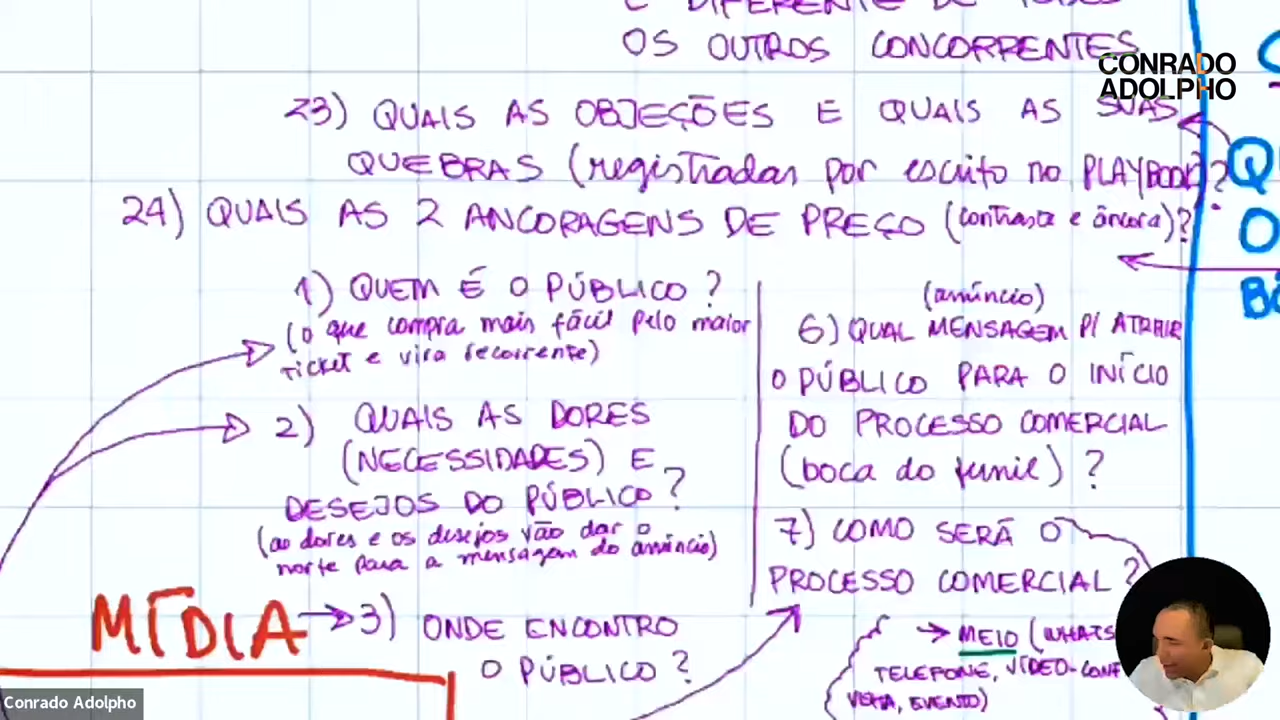 OS OUTROS CONCORRENTES
CONRADO
ADOLPHO
23) QUAIS AS OBJEÇÕES E QUAIS AS SUAS
QUEBRAS (registradas por escrito no PLAYBOOK)?
24) QUAIS AS 2 ANCORAGENS DE PREÇO (contraste e âncora)?
1) QUEM É O PÚBLICO?
(o que compra mais fácil pelo maior
ticket e vira recorrente)
2) QUAIS AS DORES
(NECESSIDADES) E
DESEJOS DO PÚBLICO?
(as dores e os desejos vão dar o
norte para a mensagem do anúncio)
MÍDIA
3) ONDE ENCONTRO
O PÚBLICO?
(anúncio)
6) QUAL MENSAGEM P/ ATRAIR
O PÚBLICO PARA O INÍCIO
DO PROCESSO COMERCIAL
(boca do funil)?
7) COMO SERÁ O
PROCESSO COMERCIAL?
MEIO (WHATS
TELEFONE, VÍDEO-CONF
VISITA, EVENTO)
Conrado Adolpho